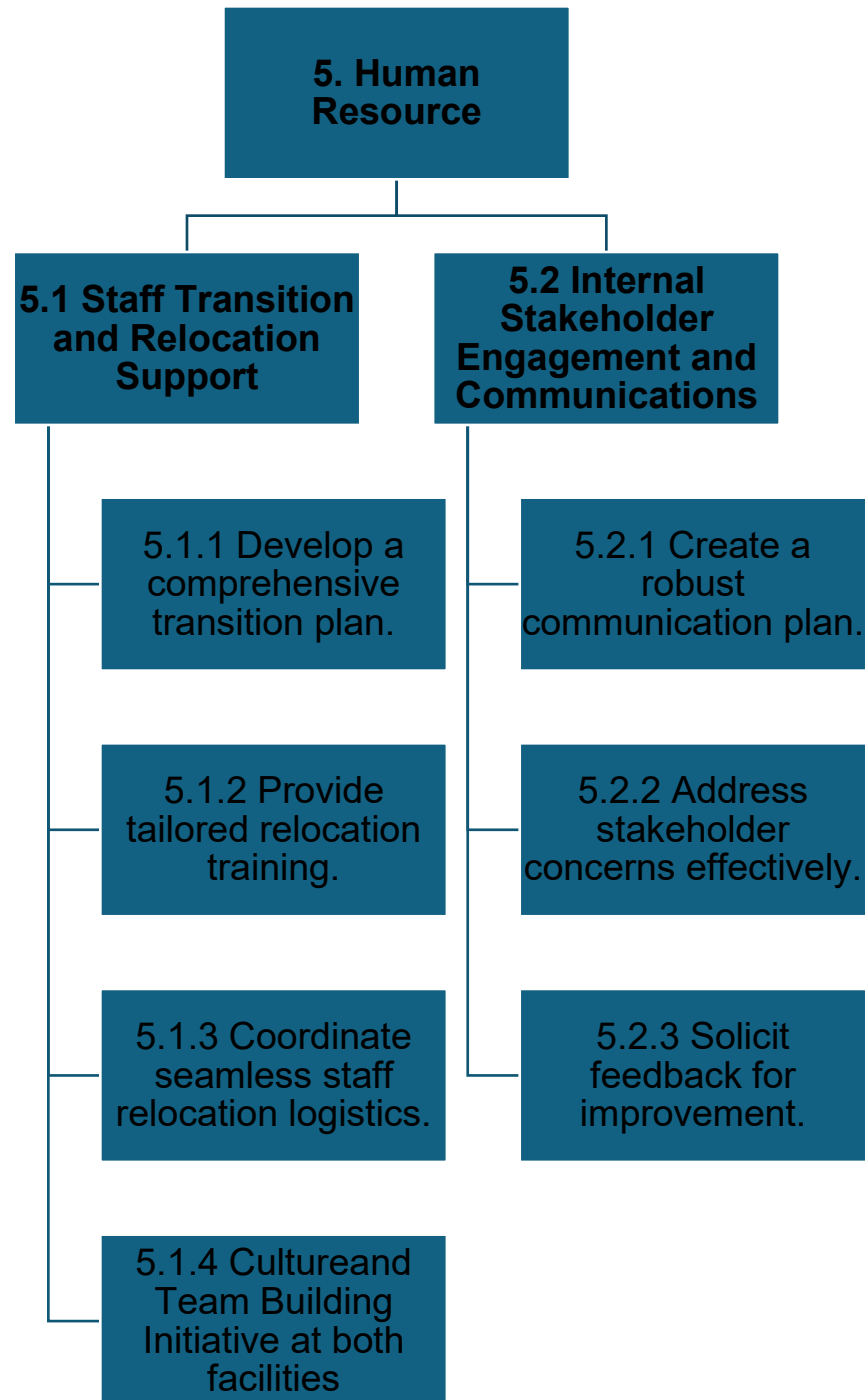 5. Human
Resource
5.1 Staff Transition
and Relocation
Support
5.2 Internal
Stakeholder
Engagement and
Communications
5.1.1 Develop a
comprehensive
transition plan.
5.1.2 Provide
tailored relocation
training.
5.1.3 Coordinate
seamless staff
relocation logistics.
5.1.4 Cultureand
Team Building
Initiative at both
facilities
5.2.1 Create a
robust
communication plan.
5.2.2 Address
stakeholder
concerns effectively.
5.2.3 Solicit
feedback for
improvement.